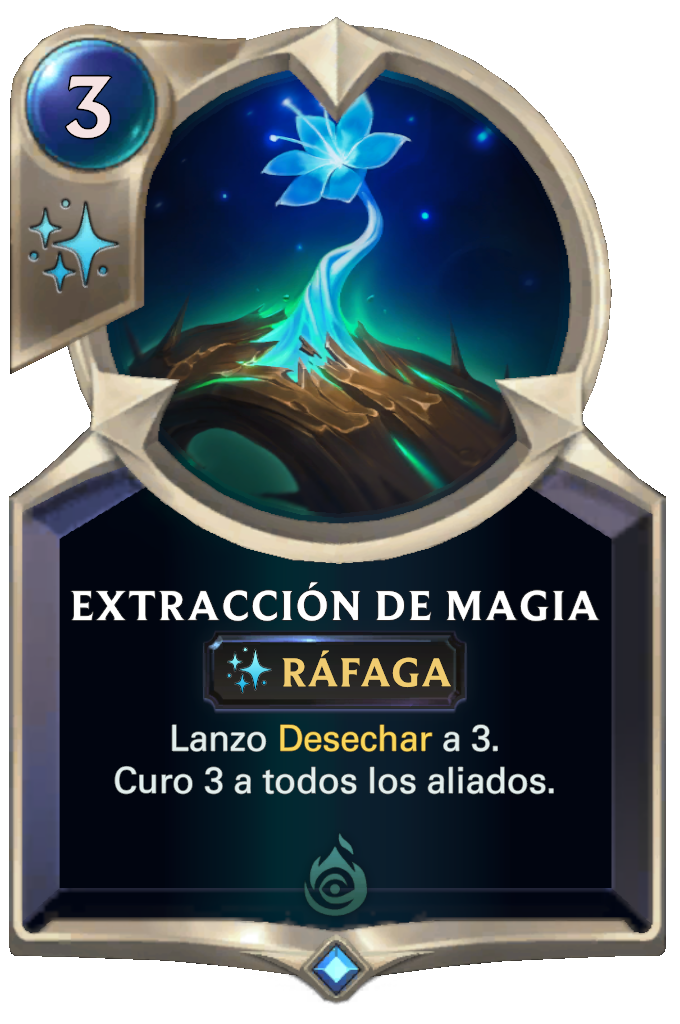 3
EXTRACCIÓN DE MAGIA
RÁFAGA
Lanzo Desechar a 3.
Curo 3 a todos los aliados.